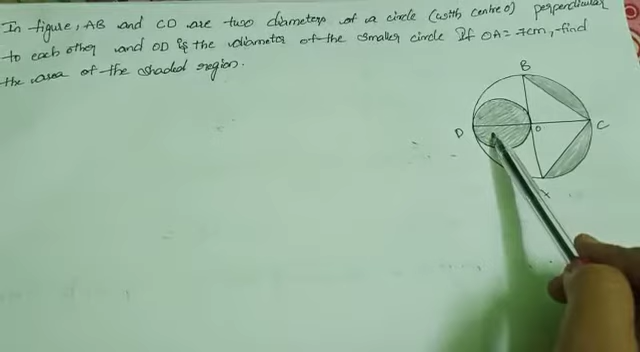 In figure, AB and CD are two diameters of a circle (with centre O) perpendicular
to each other and OD is the diameter of the smaller circle If OA = 7cm, find
the area of the shaded region.
B
D O C